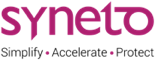 syneto
Simplify • Accelerate • Protect